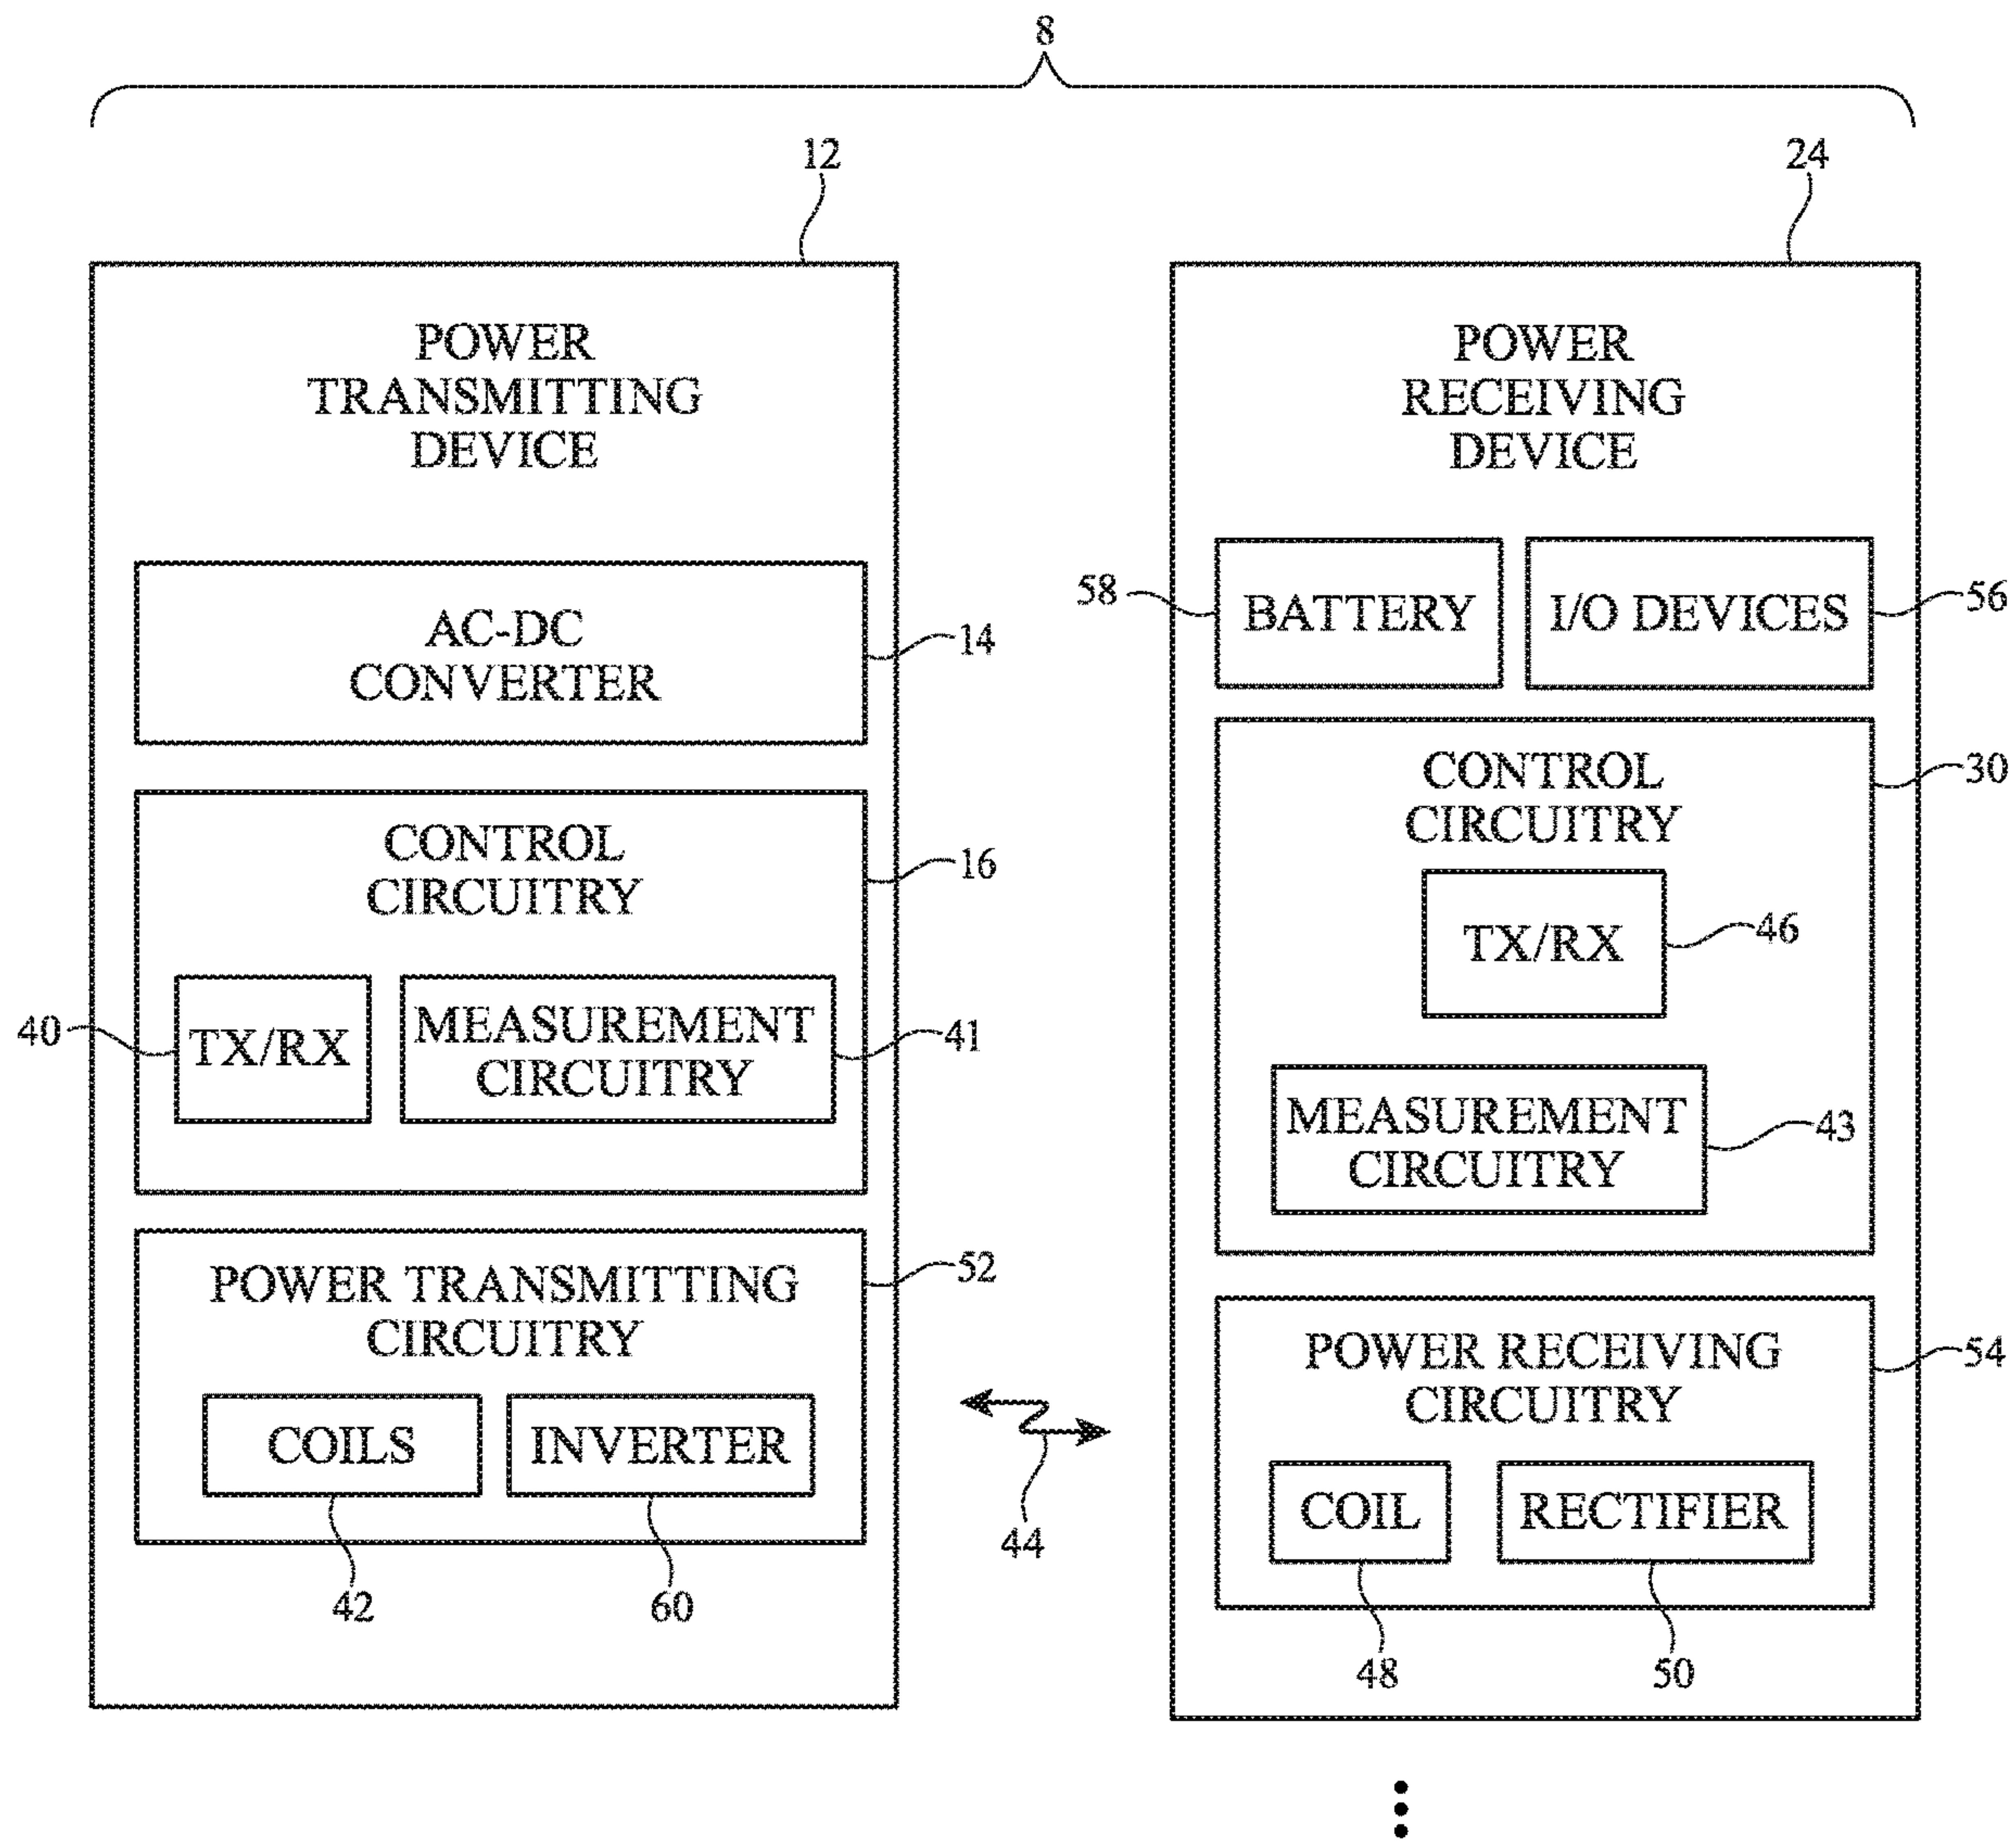 8
12
24
POWER
TRANSMITTING
DEVICE
AC-DC
CONVERTER
14
CONTROL
CIRCUITRY
16
40
TX/RX
MEASUREMENT
CIRCUITRY
41
POWER TRANSMITTING
CIRCUITRY
52
COILS
INVERTER
42
60
44
POWER
RECEIVING
DEVICE
58
BATTERY
I/O DEVICES
56
CONTROL
CIRCUITRY
30
TX/RX
46
MEASUREMENT
CIRCUITRY
43
POWER RECEIVING
CIRCUITRY
54
COIL
RECTIFIER
48
50